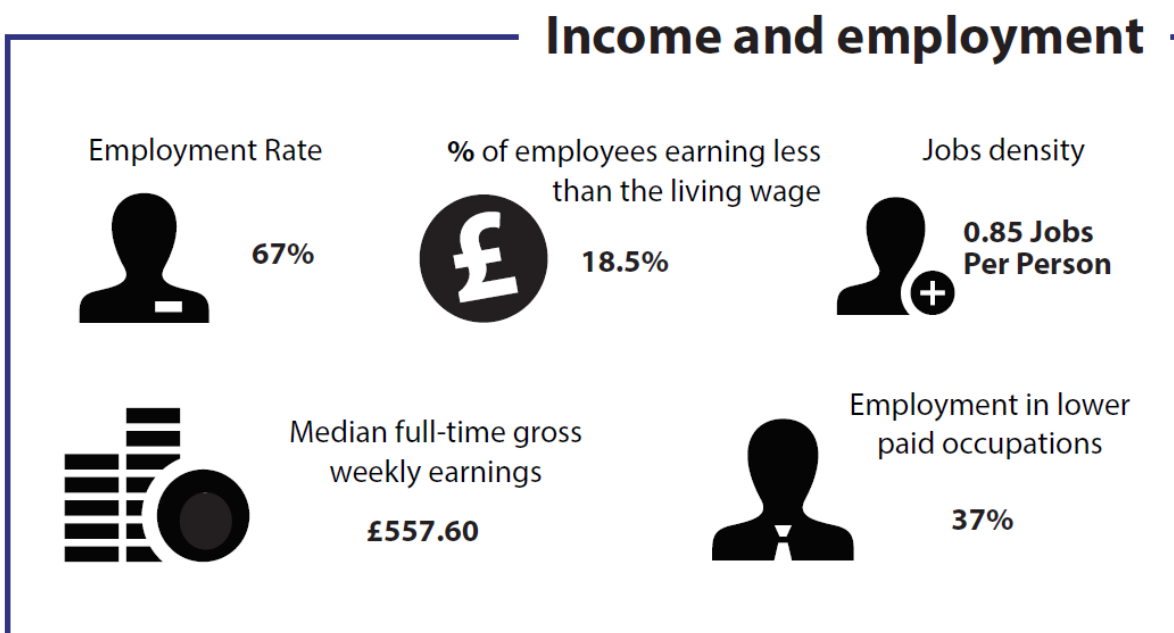 Income and employment
Employment Rate
67%
% of employees earning less
than the living wage
£
18.5%
Jobs density
0.85 Jobs
Per Person
+
Median full-time gross
weekly earnings
£557.60
Employment in lower
paid occupations
37%